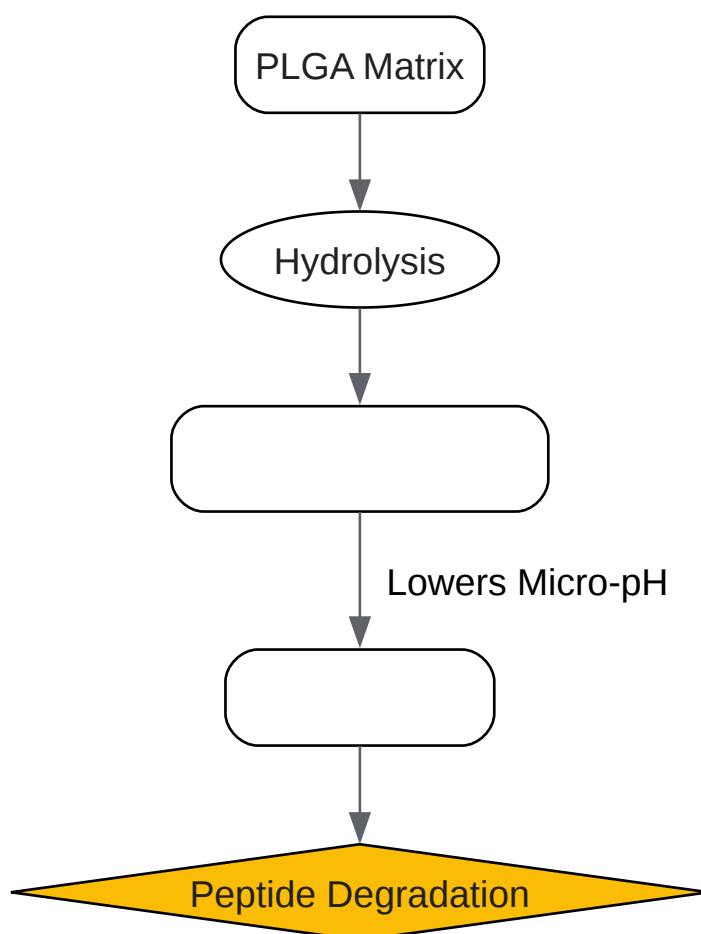 PLGA Matrix
Hydrolysis
Lowers Micro-pH
Peptide Degradation